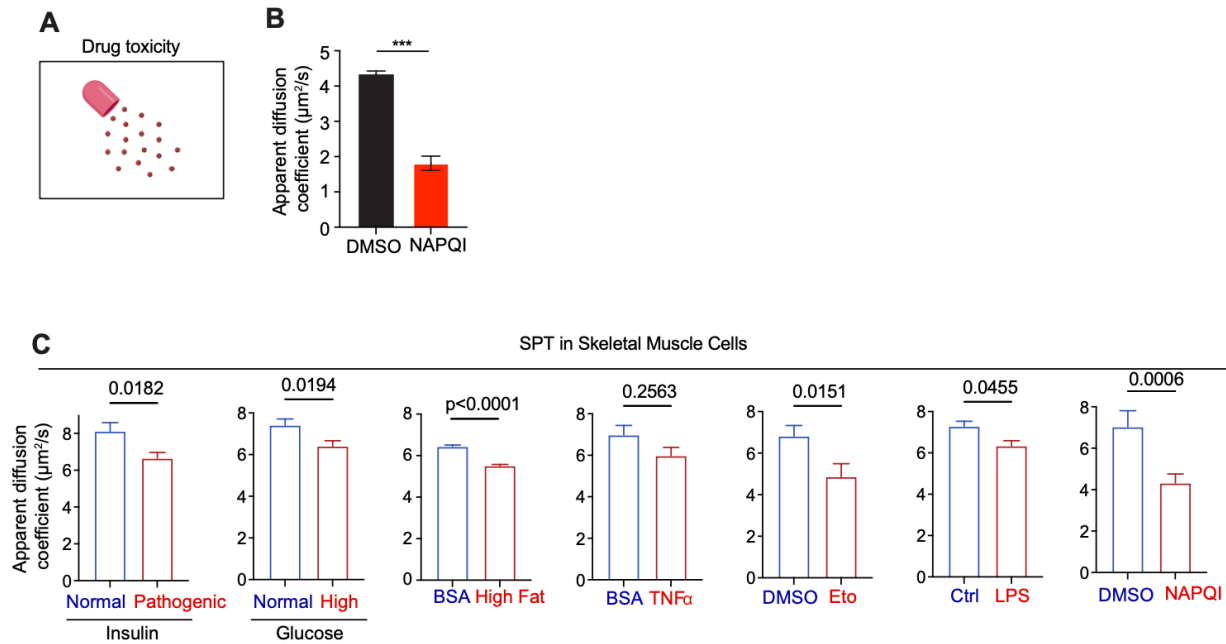 A
Drug toxicity
B
Apparent diffusion
coefficient (µm²/s)
5
4
3
2
1
0
***
DMSO NAPQI
C
SPT in Skeletal Muscle Cells
Apparent diffusion
coefficient (µm²/s)
0.0182
8
6
4
2
0
Normal Pathogenic
Insulin
0.0194
8
6
4
2
0
Normal High
Glucose
p<0.0001
8
6
4
2
0
BSA High Fat
0.2563
8
6
4
2
0
BSA TNFα
0.0151
8
6
4
2
0
DMSO Eto
0.0455
8
6
4
2
0
Ctrl LPS
0.0006
8
6
4
2
0
DMSO NAPQI